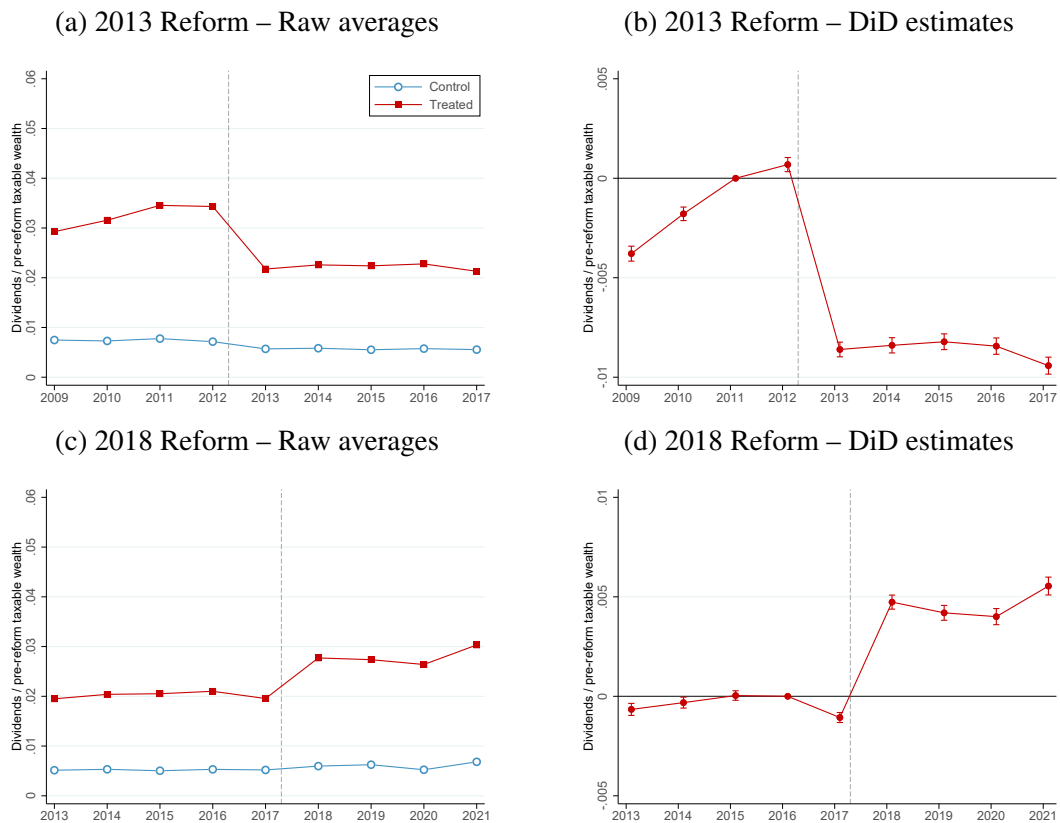 (a) 2013 Reform – Raw averages
Dividends / pre-reform taxable wealth
.06
.05
.04
.03
.02
.01
0
Control
Treated
2009 2010 2011 2012 2013 2014 2015 2016 2017
(b) 2013 Reform – DiD estimates
Dividends / pre-reform taxable wealth
.005
0
-.005
-.01
2009 2010 2011 2012 2013 2014 2015 2016 2017
(c) 2018 Reform – Raw averages
Dividends / pre-reform taxable wealth
.06
.05
.04
.03
.02
.01
0
2013 2014 2015 2016 2017 2018 2019 2020 2021
(d) 2018 Reform – DiD estimates
Dividends / pre-reform taxable wealth
.01
.005
0
-.005
2013 2014 2015 2016 2017 2018 2019 2020 2021